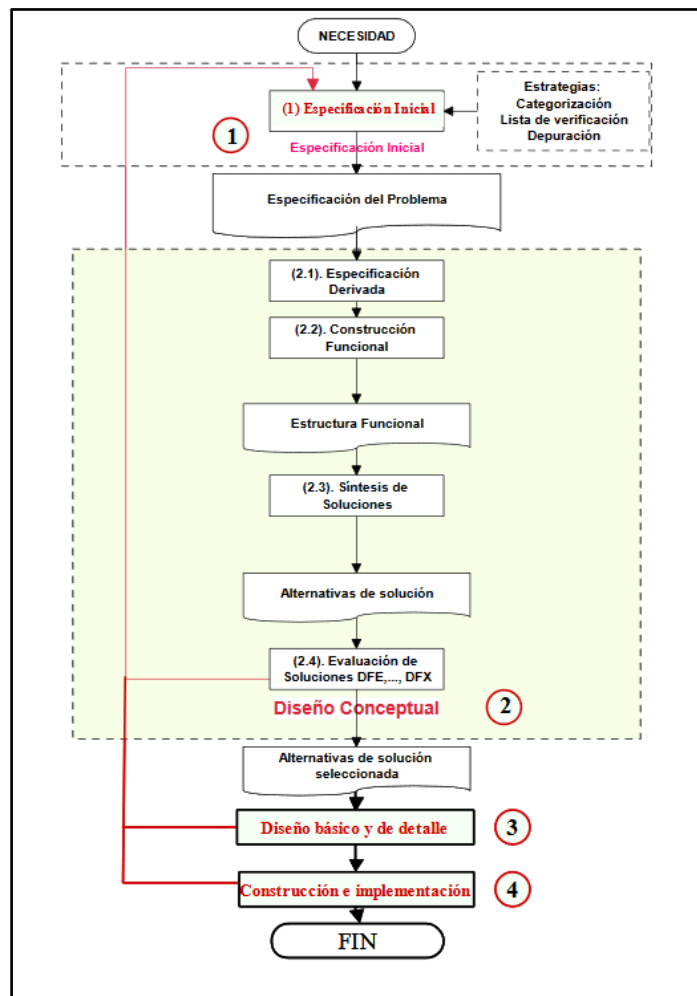 NECESIDAD
(1) Especificación Inicial
Estrategias:
Categorización
Lista de verificación
Depuración
1
Especificación Inicial
Especificación del Problema
(2.1). Especificación
Derivada
(2.2). Construcción
Funcional
Estructura Funcional
(2.3). Síntesis de
Soluciones
Alternativas de solución
(2.4). Evaluación de
Soluciones DFE,..., DFX
Diseño Conceptual
2
Alternativas de solución
seleccionada
Diseño básico y de detalle
3
Construcción e implementación
4
FIN